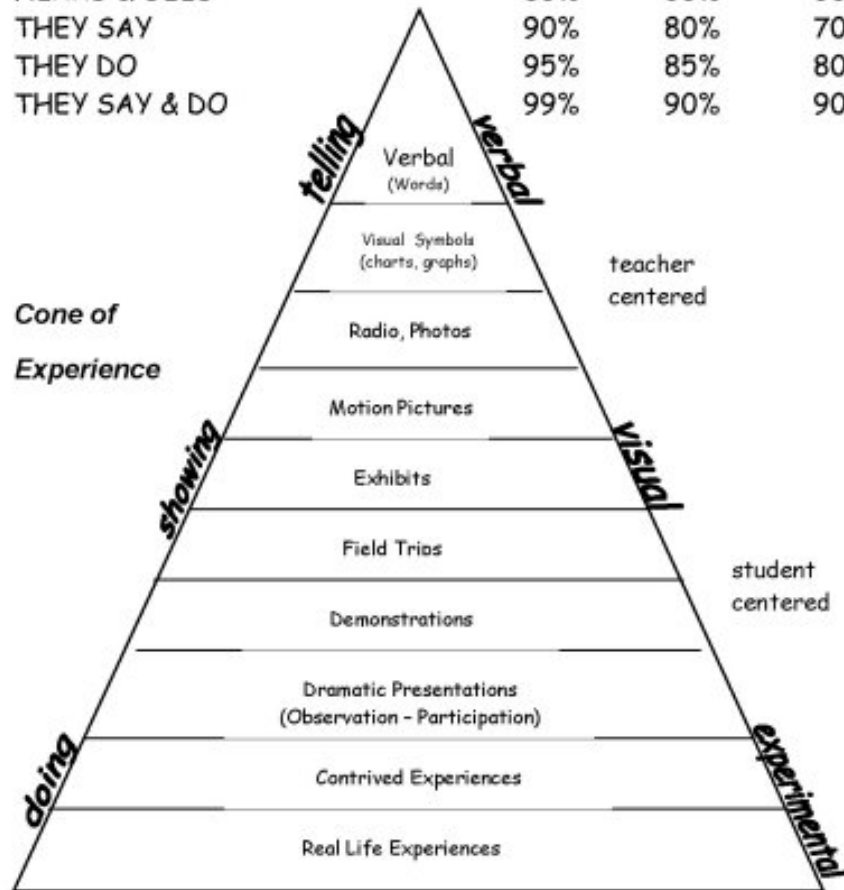 THEY SAY 90% 80% 70
THEY DO 95% 85% 80
THEY SAY & DO 99% 90% 90
telling
verbal
Verbal
(Words)
Visual Symbols
(charts, graphs)
teacher
centered
Cone of
Experience
Radio, Photos
Motion Pictures
showing
visual
Exhibits
Field Trips
student
centered
Demonstrations
Dramatic Presentations
(Observation – Participation)
doing
experimental
Contrived Experiences
Real Life Experiences